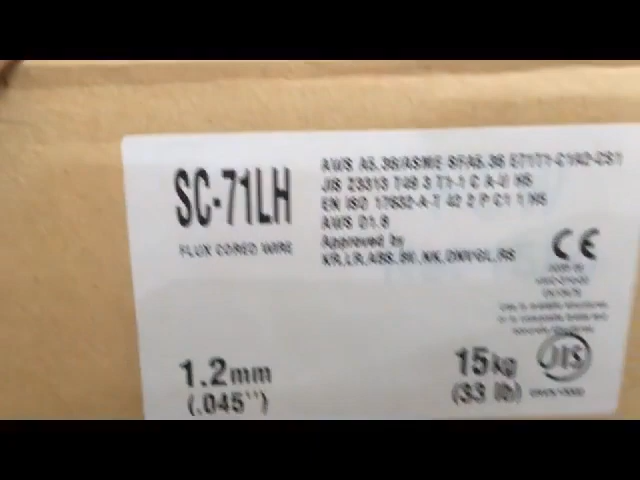 SC-71LH
FLUX CORED WIRE
AWS A5.36/ASME SFA5.36 E71T1-C1A2-CS1
JIS Z3313 T49 3 T1-1 C A-U H5
EN ISO 17632-A-T 42 2 P C1 1 H5
AWS D1.8
Approved by
KR,LR,ABS,BV,NK,DNVGL,RS
CE
1.2mm
(.045")
15kg
(33 lb)
JIS